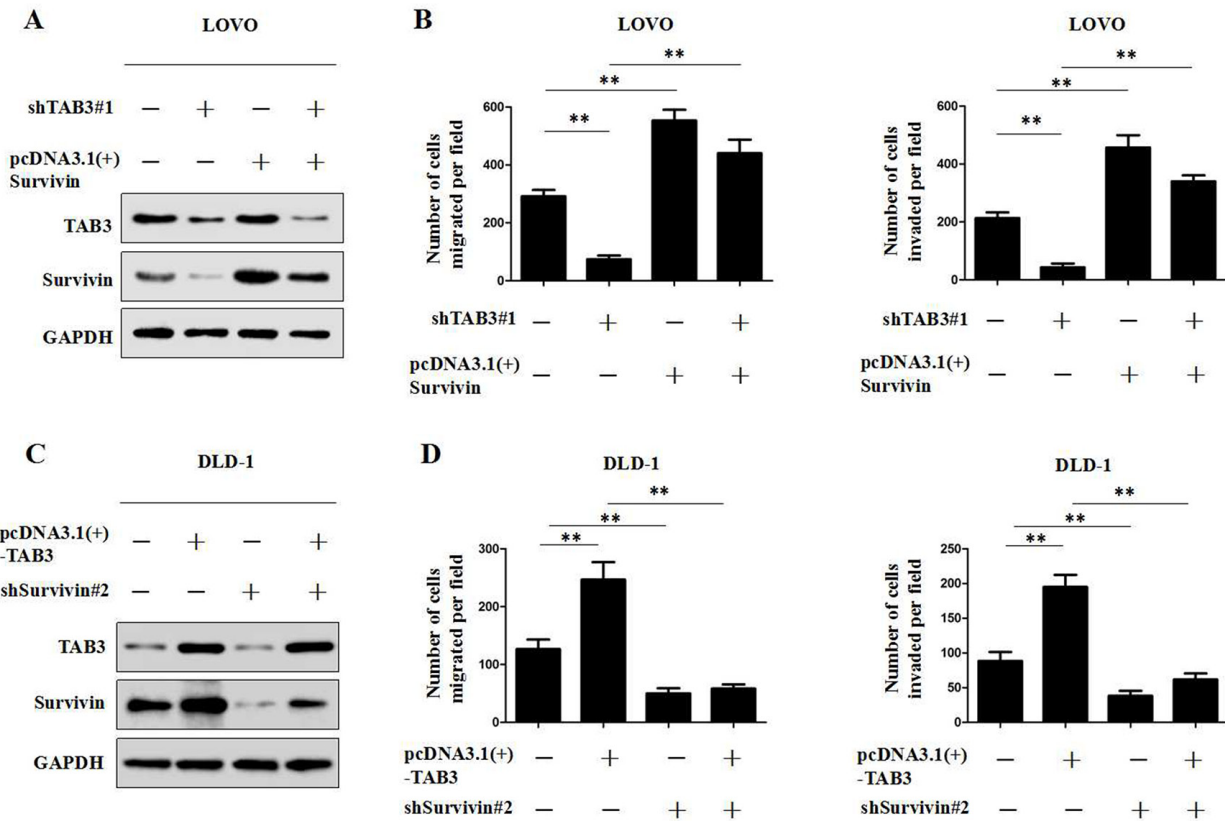 A
LOVO
shTAB3#1 — + — +
pcDNA3.1(+) — — + +
Survivin
TAB3
Survivin
GAPDH
B
LOVO
**
**
**
Number of cells
migrated per field
600
400
200
0
shTAB3#1 — + — +
pcDNA3.1(+) — — + +
Survivin
LOVO
**
**
**
Number of cells
invaded per field
600
400
200
0
shTAB3#1 — + — +
pcDNA3.1(+) — — + +
Survivin
C
DLD-1
pcDNA3.1(+) — + — +
-TAB3
shSurvivin#2 — — + +
TAB3
Survivin
GAPDH
D
DLD-1
**
**
**
Number of cells
migrated per field
300
200
100
0
pcDNA3.1(+) — + — +
-TAB3
shSurvivin#2 — — + +
DLD-1
**
**
**
Number of cells
invaded per field
250
200
150
100
50
0
pcDNA3.1(+) — + — +
-TAB3
shSurvivin#2 — — + +